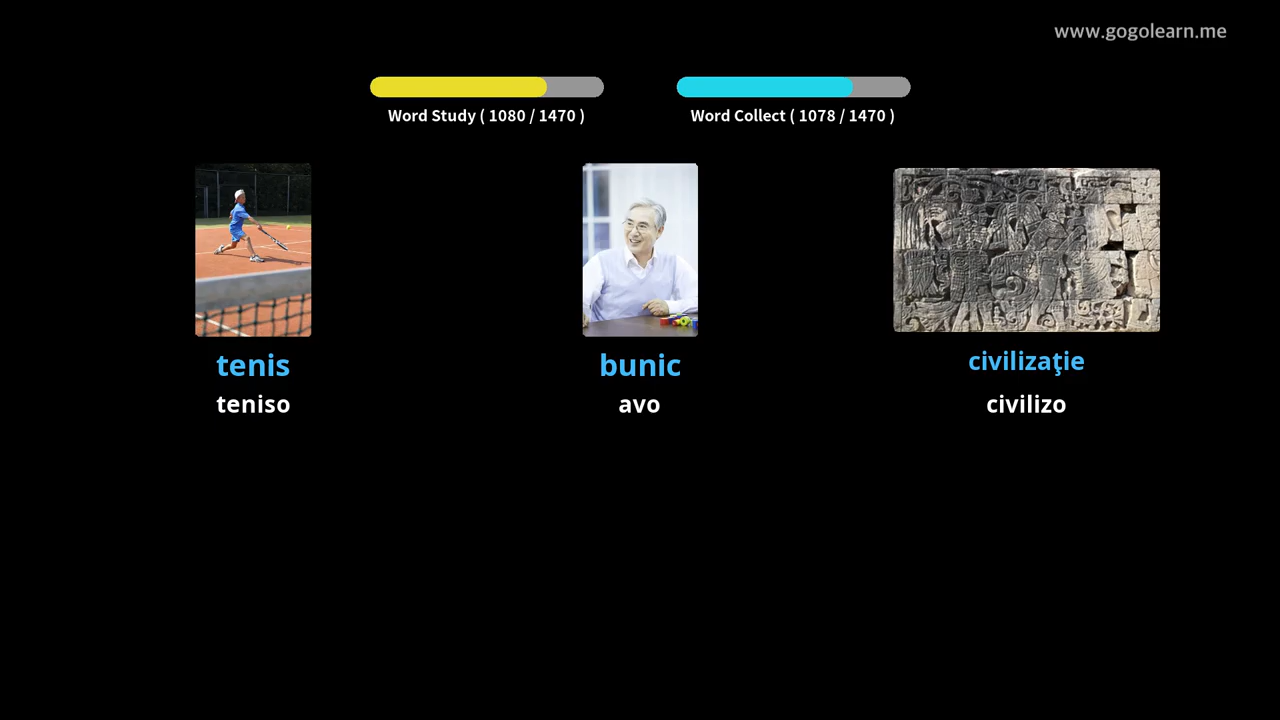 www.gogolearn.me
Word Study ( 1080 / 1470 )
Word Collect ( 1078 / 1470 )
tenis
teniso
bunic
avo
civilizaţie
civilizo